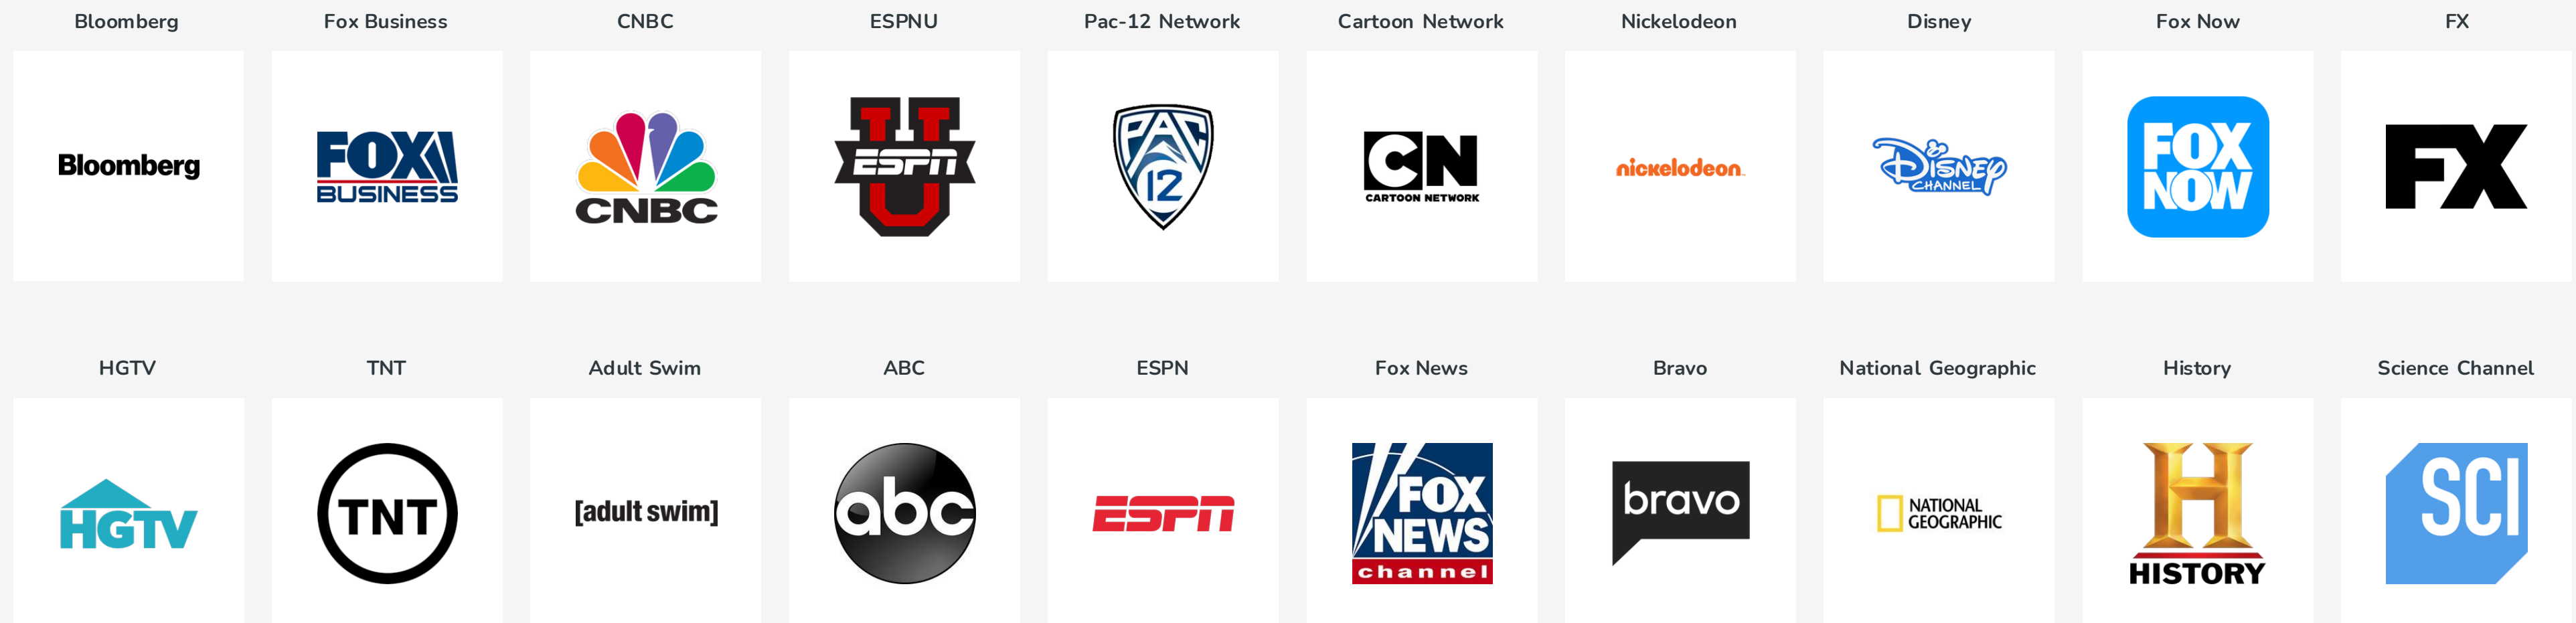 Bloomberg
Fox Business
CNBC
ESPNU
Pac-12 Network
Cartoon Network
Nickelodeon
Disney
Fox Now
FX
Bloomberg
FOX
BUSINESS
CNBC
U
ESPN
PAC
12
CN
CARTOON NETWORK
nickelodeon
DISNEY
CHANNEL
FOX
NOW
FX
HGTV
TNT
Adult Swim
ABC
ESPN
Fox News
Bravo
National Geographic
History
Science Channel
HGTV
TNT
[adult swim]
abc
ESPN
FOX
NEWS
channel
bravo
NATIONAL
GEOGRAPHIC
H
HISTORY
SCI